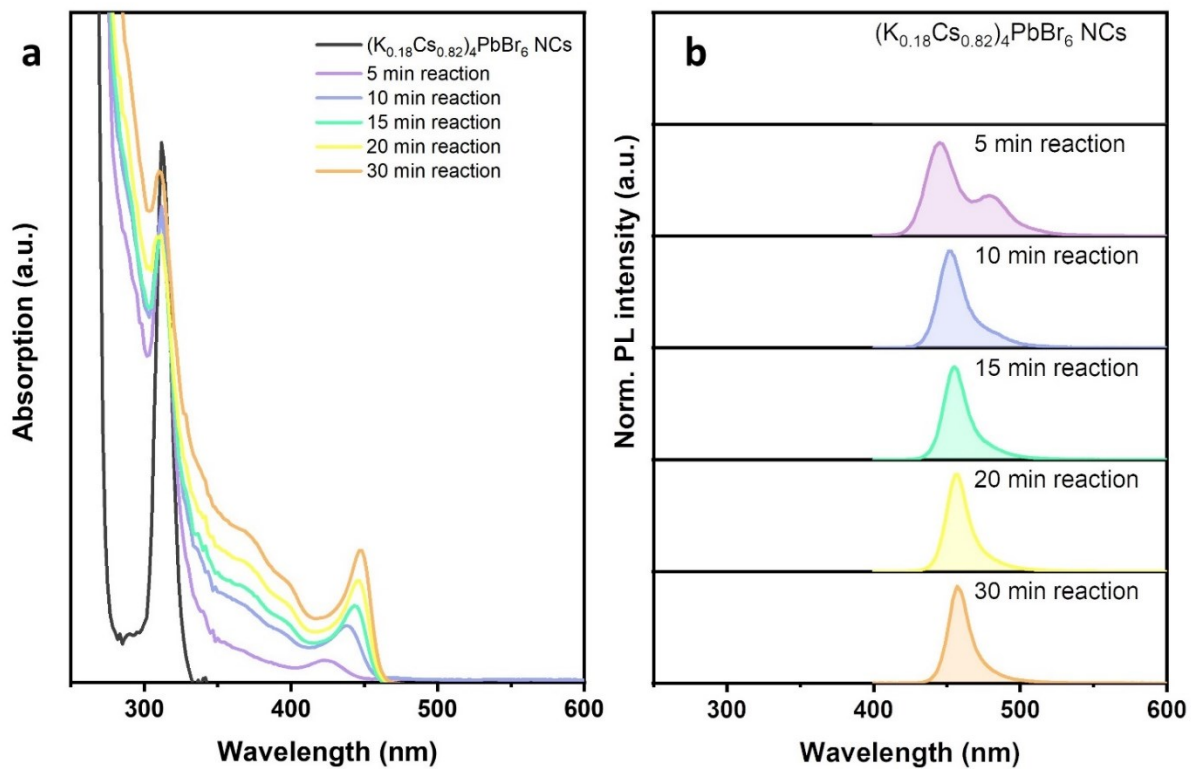 a
(K0.18Cs0.82)4PbBr6 NCs
5 min reaction
10 min reaction
15 min reaction
20 min reaction
30 min reaction
Absorption (a.u.)
300
400
500
600
Wavelength (nm)
b
(K0.18Cs0.82)4PbBr6 NCs
5 min reaction
10 min reaction
15 min reaction
20 min reaction
30 min reaction
Norm. PL intensity (a.u.)
300
400
500
600
Wavelength (nm)